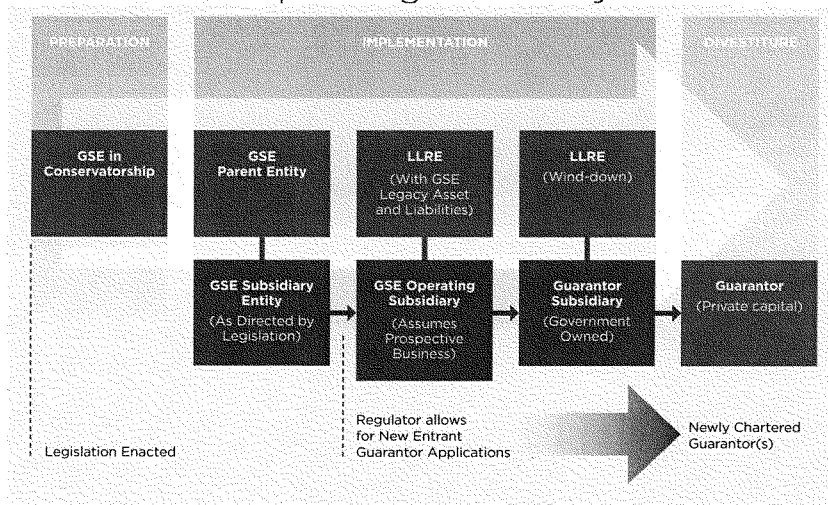 PREPARATION
IMPLEMENTATION
DIVESTITURE
GSE in
Conservatorship
GSE
Parent Entity
LLRE
(With GSE
Legacy Asset
and Liabilities)
LLRE
(Wind-down)
GSE Subsidiary
Entity
(As Directed by
Legislation)
GSE Operating
Subsidiary
(Assumes
Prospective
Business)
Guarantor
Subsidiary
(Government
Owned)
Guarantor
(Private capital)
Legislation Enacted
Regulator allows
for New Entrant
Guarantor Applications
Newly Chartered
Guarantor(s)